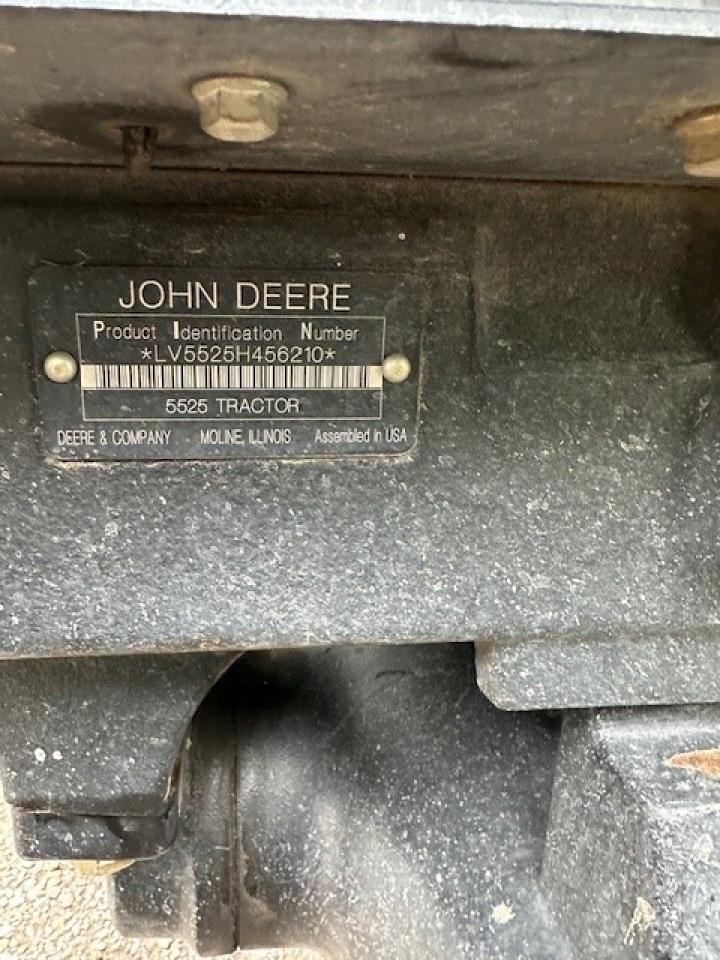 JOHN DEERE
Product Identification Number
*LV5525H456210*
5525 TRACTOR
DEERE & COMPANY MOLINE, ILLINOIS Assembled in USA